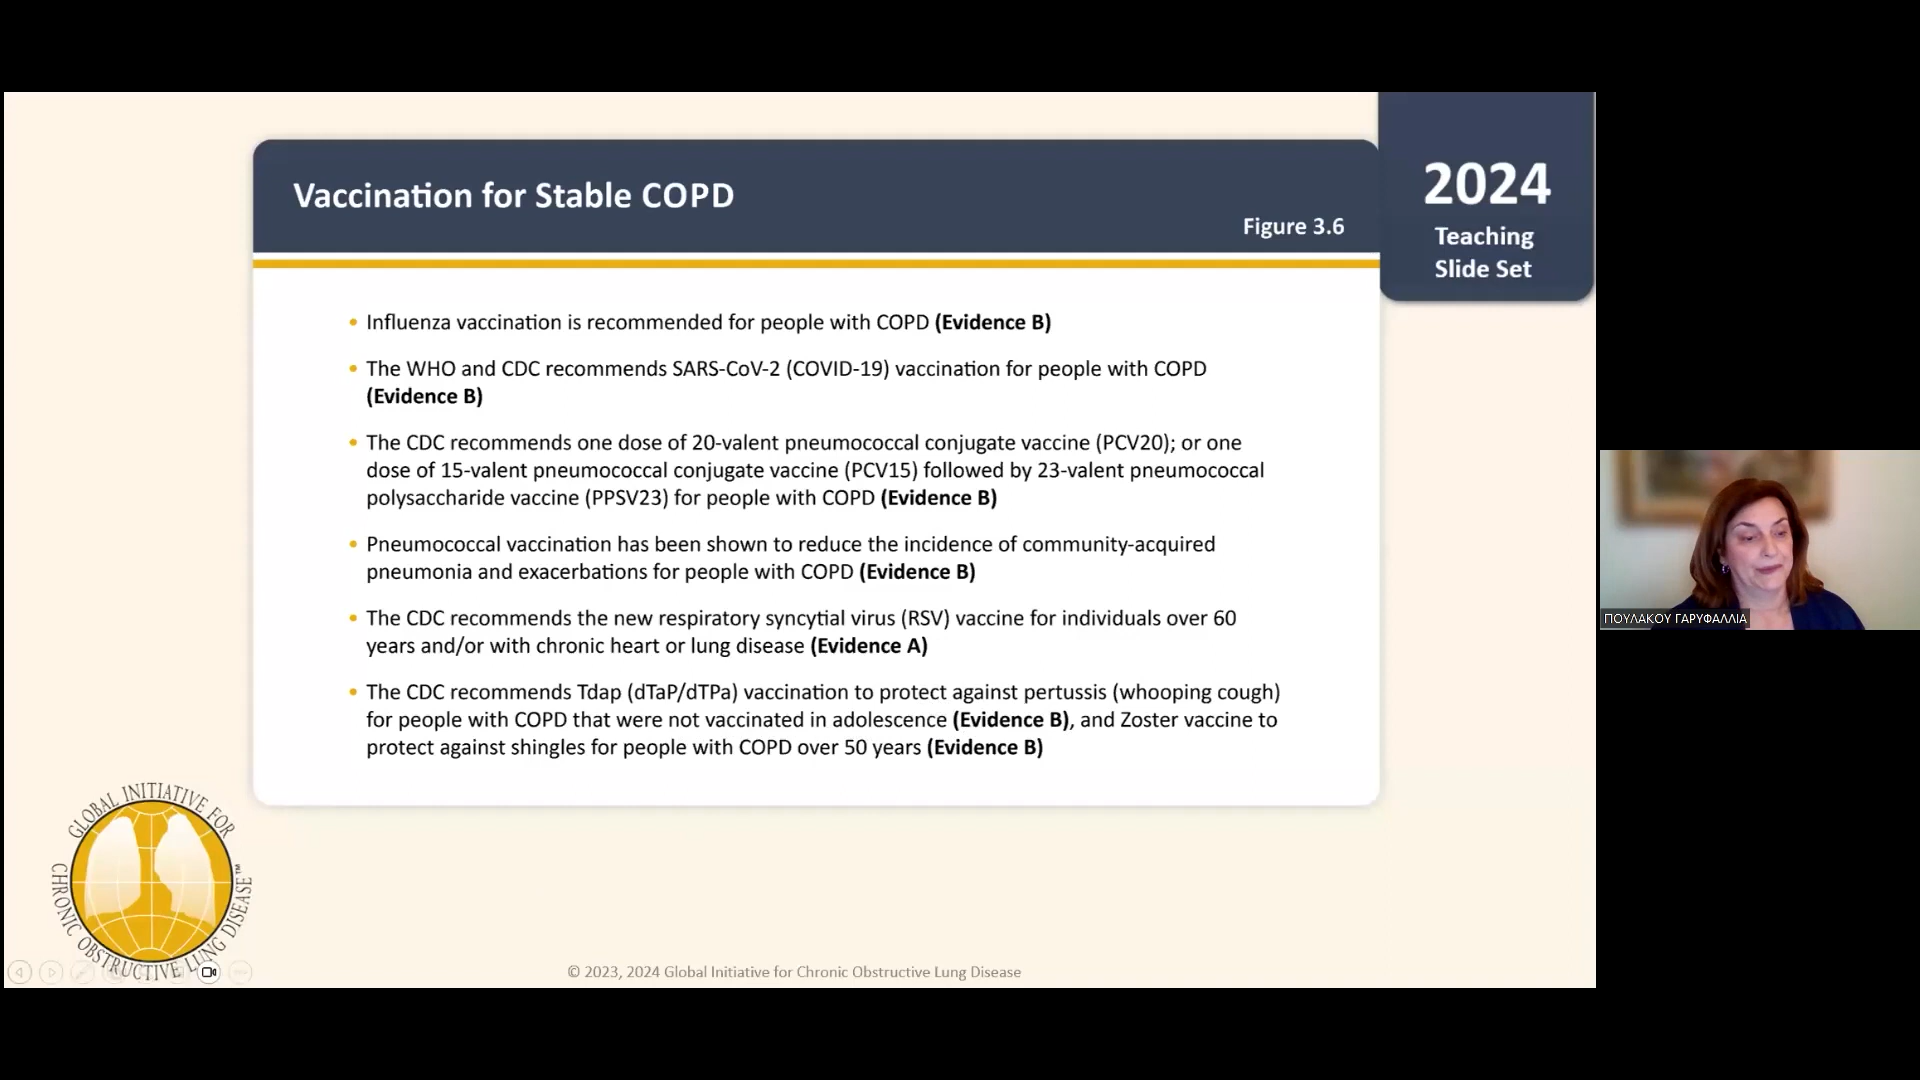 Vaccination for Stable COPD
Figure 3.6
2024
Teaching
Slide Set
• Influenza vaccination is recommended for people with COPD (Evidence B)
• The WHO and CDC recommends SARS-CoV-2 (COVID-19) vaccination for people with COPD
(Evidence B)
• The CDC recommends one dose of 20-valent pneumococcal conjugate vaccine (PCV20); or one
dose of 15-valent pneumococcal conjugate vaccine (PCV15) followed by 23-valent pneumococcal
polysaccharide vaccine (PPSV23) for people with COPD (Evidence B)
• Pneumococcal vaccination has been shown to reduce the incidence of community-acquired
pneumonia and exacerbations for people with COPD (Evidence B)
• The CDC recommends the new respiratory syncytial virus (RSV) vaccine for individuals over 60
years and/or with chronic heart or lung disease (Evidence A)
• The CDC recommends Tdap (dTaP/dTPa) vaccination to protect against pertussis (whooping cough)
for people with COPD that were not vaccinated in adolescence (Evidence B), and Zoster vaccine to
protect against shingles for people with COPD over 50 years (Evidence B)
ΠΟΥΛΑΚΟΥ ΓΑΡΥΦΑΛΛΙΑ
GLOBAL INITIATIVE FOR
CHRONIC OBSTRUCTIVE LUNG DISEASE™
© 2023, 2024 Global Initiative for Chronic Obstructive Lung Disease